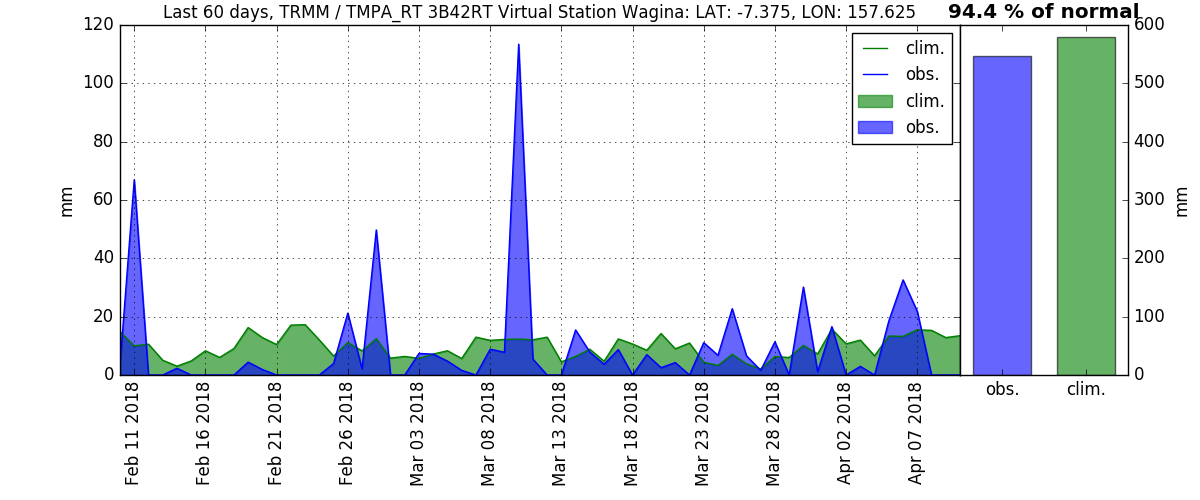 Last 60 days, TRMM / TMPA_RT 3B42RT Virtual Station Wagina: LAT: -7.375, LON: 157.625
94.4 % of normal
120
100
80
60
40
20
0
mm
clim.
obs.
clim.
obs.
600
500
400
300
200
100
0
mm
obs.
clim.
Feb 11 2018
Feb 16 2018
Feb 21 2018
Feb 26 2018
Mar 03 2018
Mar 08 2018
Mar 13 2018
Mar 18 2018
Mar 23 2018
Mar 28 2018
Apr 02 2018
Apr 07 2018